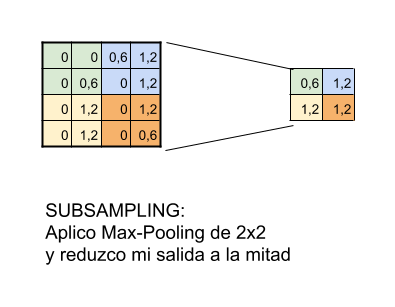 0 0 0,6 1,2
0 0,6 0 1,2
0 1,2 0 0
0 1,2 0 0,6
0,6 1,2
1,2 1,2
SUBSAMPLING:
Aplico Max-Pooling de 2x2
y reduzco mi salida a la mitad